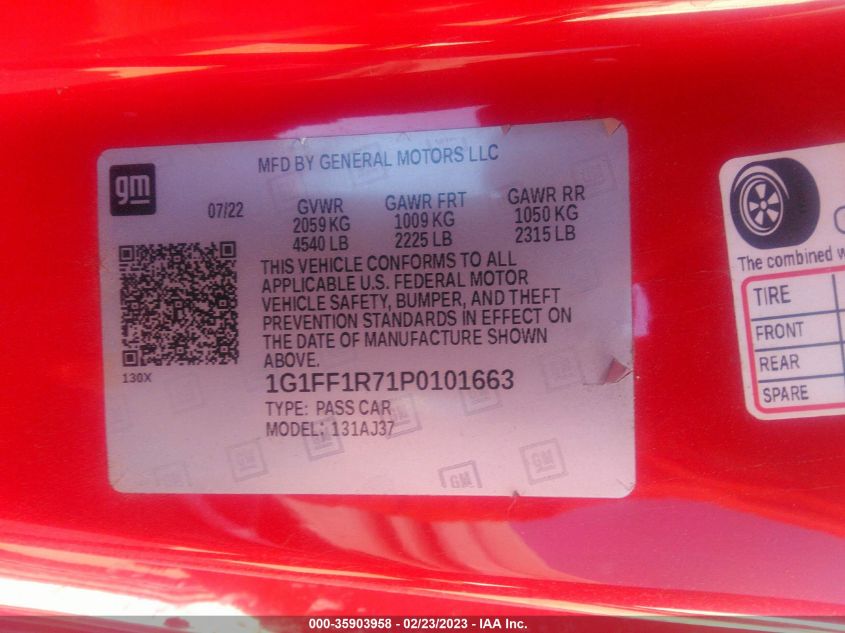 gm
MFD BY GENERAL MOTORS LLC
07/22
GVWR GAWR FRT GAWR RR
2059 KG 1009 KG 1050 KG
4540 LB 2225 LB 2315 LB
THIS VEHICLE CONFORMS TO ALL
APPLICABLE U.S. FEDERAL MOTOR
VEHICLE SAFETY, BUMPER, AND THEFT
PREVENTION STANDARDS IN EFFECT ON
THE DATE OF MANUFACTURE SHOWN
ABOVE.
130X
1G1FF1R71P0101663
TYPE: PASS CAR
MODEL: 131AJ37
GM
GM
GM
The combined
TIRE
FRONT
REAR
SPARE
000-35903958 - 02/23/2023 - IAA Inc.